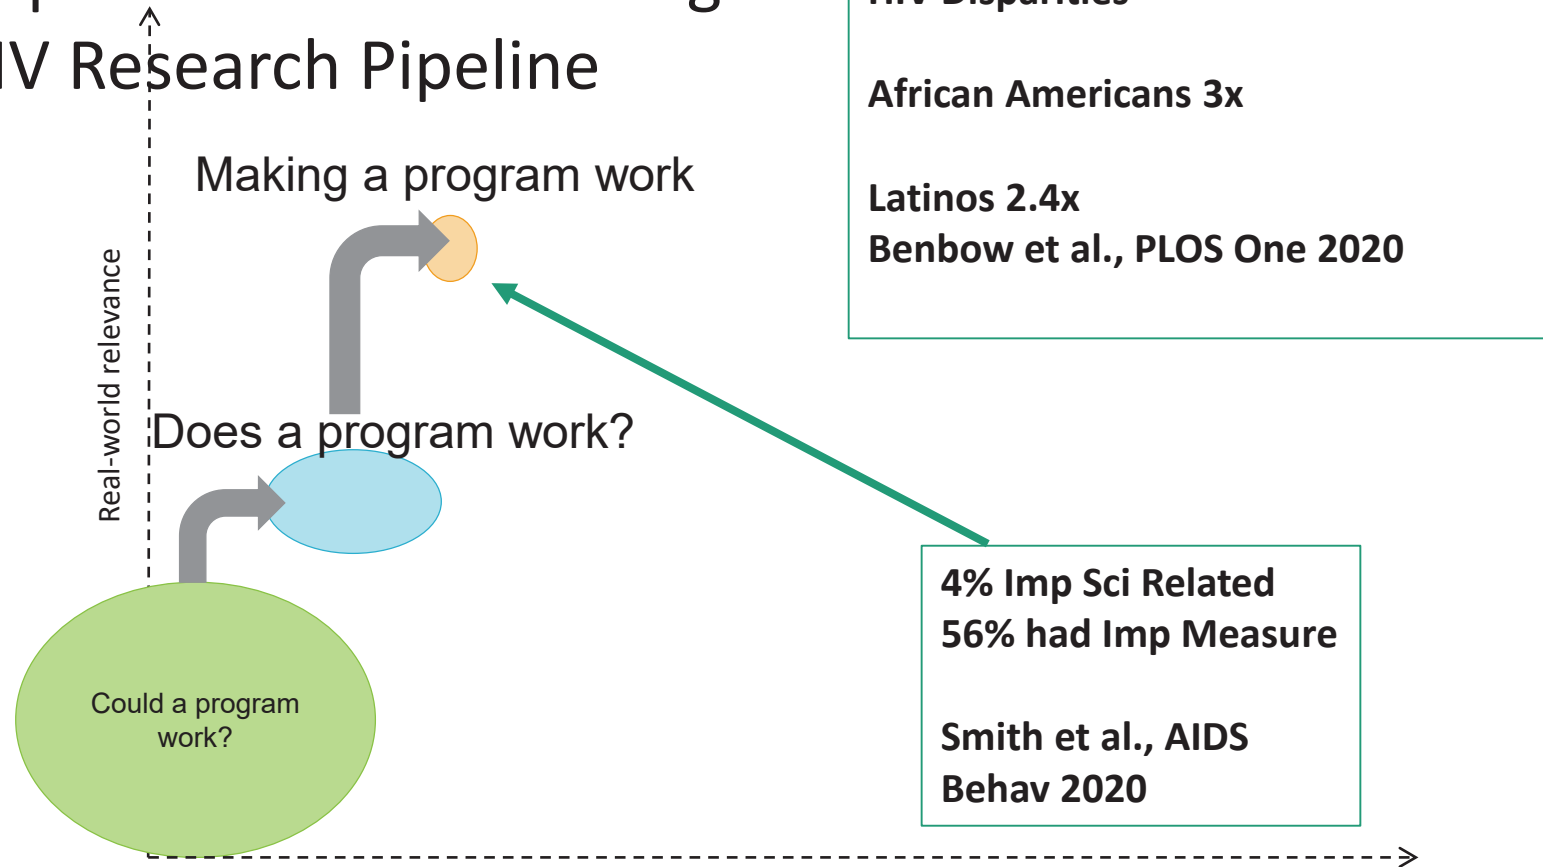 IV Research Pipeline
HIV Disparities
African Americans 3x
Latinos 2.4x
Benbow et al., PLOS One 2020
Making a program work
Real-world relevance
Does a program work?
Could a program
work?
4% Imp Sci Related
56% had Imp Measure
Smith et al., AIDS
Behav 2020